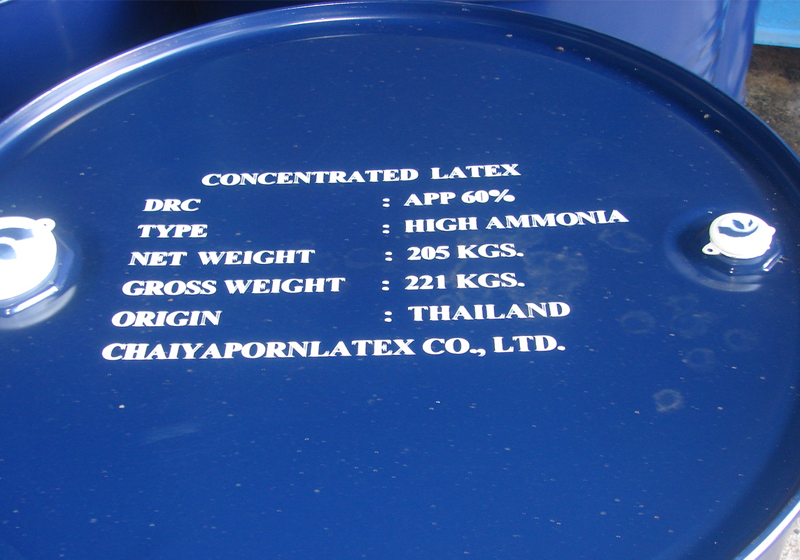 CONCENTRATED LATEX
DRC : APP 60%
TYPE : HIGH AMMONIA
NET WEIGHT : 205 KGS.
GROSS WEIGHT : 221 KGS.
ORIGIN : THAILAND
CHAIYAPORNLATEX CO., LTD.